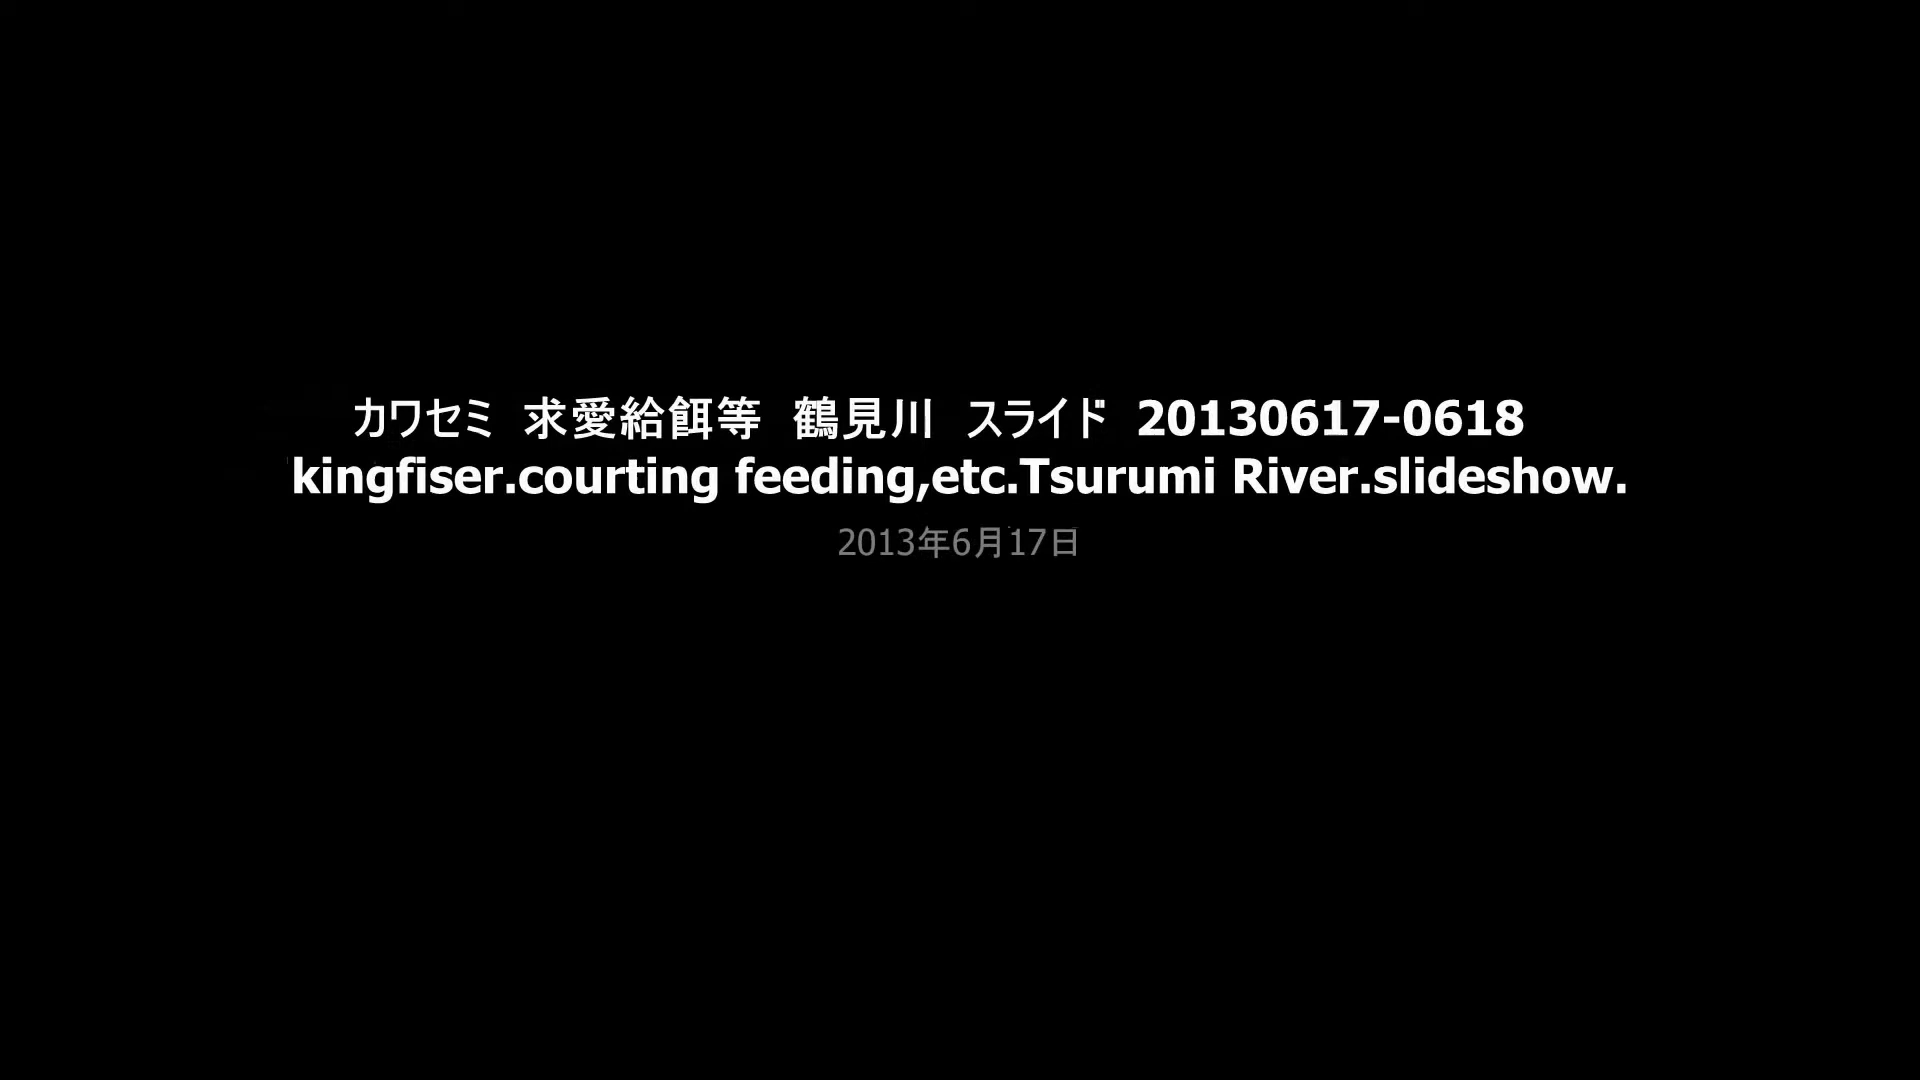 カワセミ　求愛給餌等　鶴見川　スライド　20130617-0618
kingfiser.courting feeding,etc.Tsurumi River.slideshow.
2013年6月17日